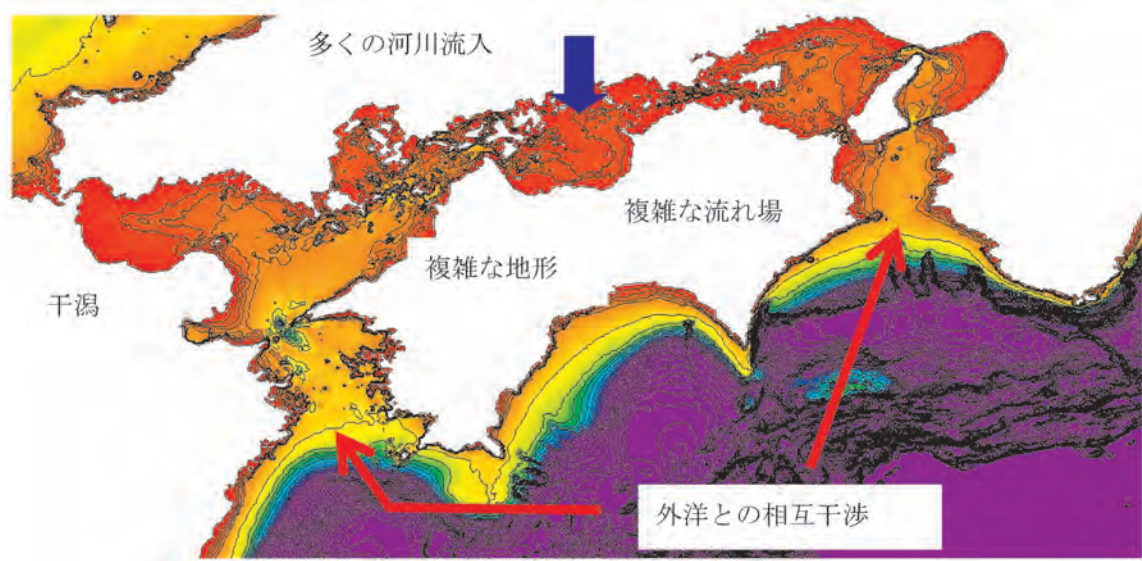 多くの河川流入
複雑な流れ場
複雑な地形
干潟
外洋との相互干渉